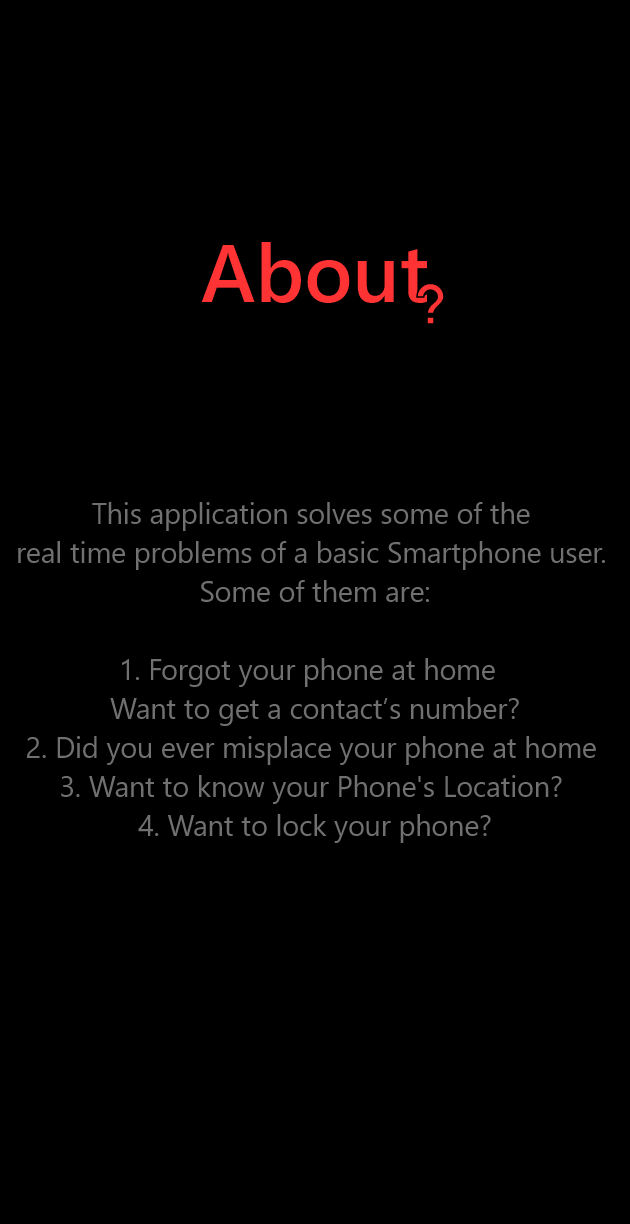 About?
This application solves some of the
real time problems of a basic Smartphone user.
Some of them are:
1. Forgot your phone at home
Want to get a contact’s number?
2. Did you ever misplace your phone at home
3. Want to know your Phone's Location?
4. Want to lock your phone?